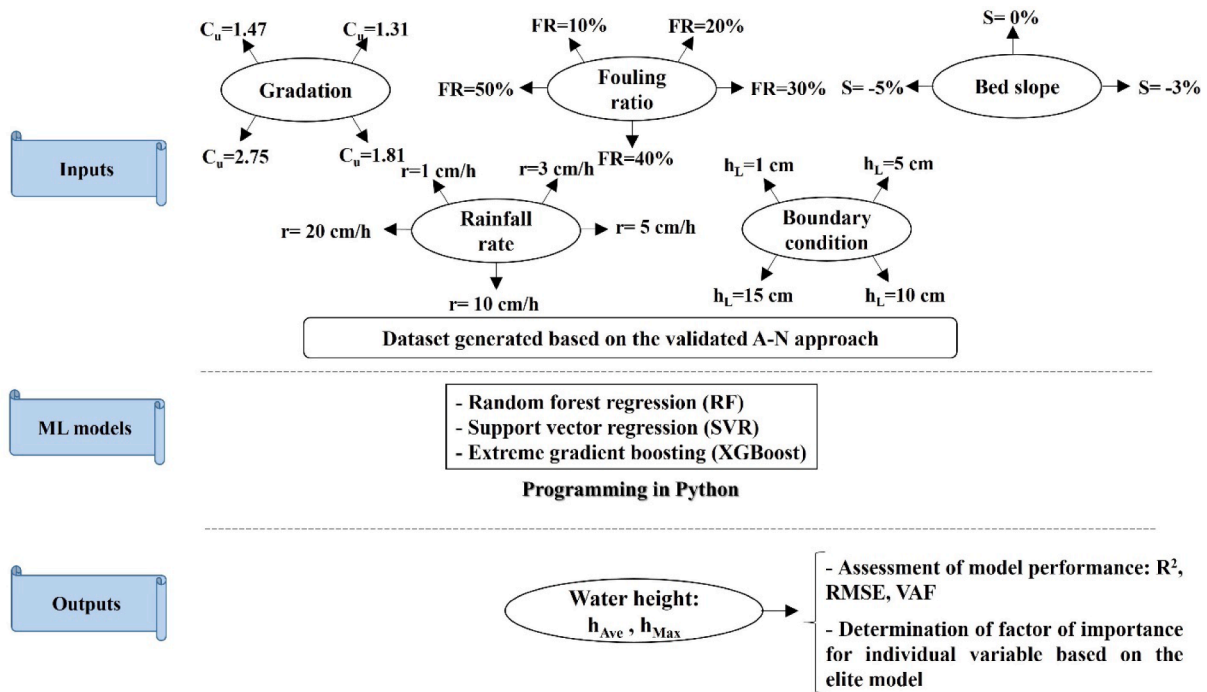 S= 0%
C_u=1.47
C_u=1.31
FR=10%
FR=20%
Gradation
Fouling
ratio
Bed slope
FR=50%
FR=30%
S= -5%
S= -3%
C_u=2.75
C_u=1.81
FR=40%
Inputs
r=1 cm/h
r=3 cm/h
h_L=1 cm
h_L=5 cm
Rainfall
rate
Boundary
condition
r= 20 cm/h
r= 5 cm/h
r= 10 cm/h
h_L=15 cm
h_L=10 cm
Dataset generated based on the validated A-N approach
ML models
- Random forest regression (RF)
- Support vector regression (SVR)
- Extreme gradient boosting (XGBoost)
Programming in Python
Outputs
Water height:
h_Ave , h_Max
- Assessment of model performance: R²,
RMSE, VAF
- Determination of factor of importance
for individual variable based on the
elite model